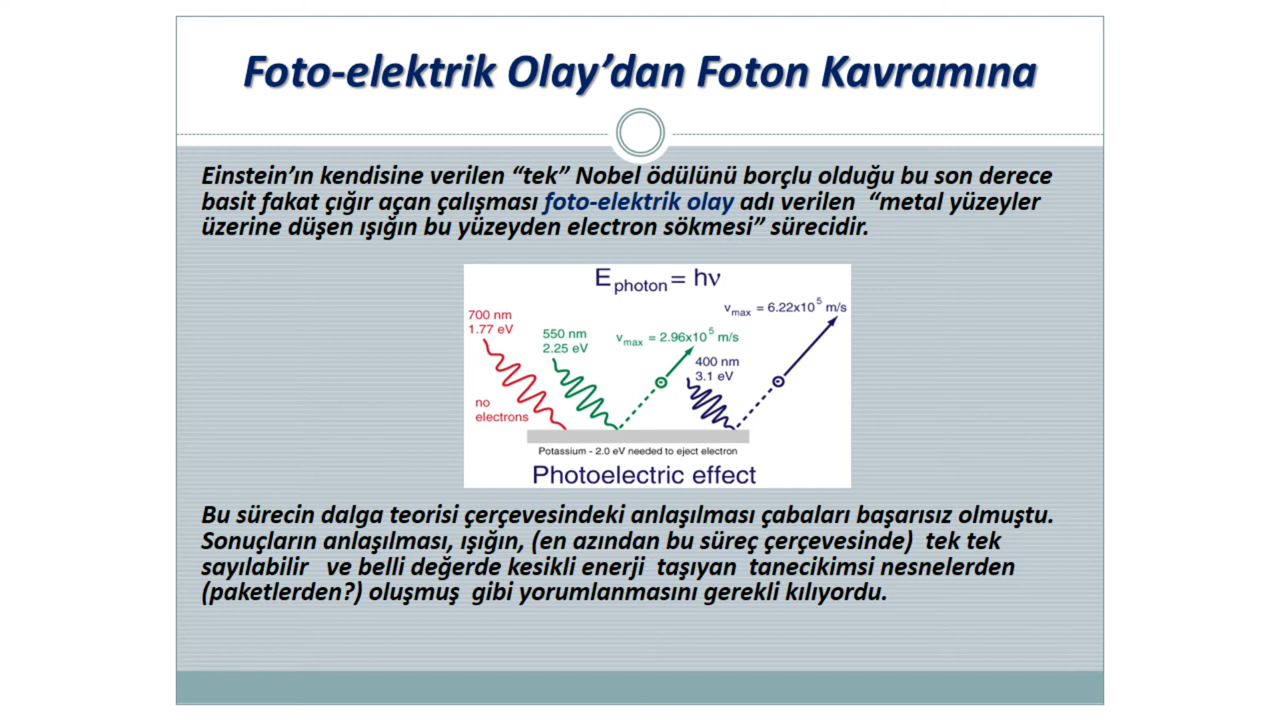 Foto-elektrik Olay’dan Foton Kavramına
Einstein’ın kendisine verilen “tek” Nobel ödülünü borçlu olduğu bu son derece
basit fakat çığır açan çalışması foto-elektrik olay adı verilen “metal yüzeyler
üzerine düşen ışığın bu yüzeyden electron sökmesi” sürecidir.
E photon = hν
700 nm
1.77 eV
no
electrons
550 nm
2.25 eV
vmax = 2.96x10^5 m/s
400 nm
3.1 eV
vmax = 6.22x10^5 m/s
Potassium - 2.0 eV needed to eject electron
Photoelectric effect
Bu sürecin dalga teorisi çerçevesindeki anlaşılması çabaları başarısız olmuştu.
Sonuçların anlaşılması, ışığın, (en azından bu süreç çerçevesinde) tek tek
sayılabilir ve belli değerde kesikli enerji taşıyan tanecikimsi nesnelerden
(paketlerden?) oluşmuş gibi yorumlanmasını gerekli kılıyordu.